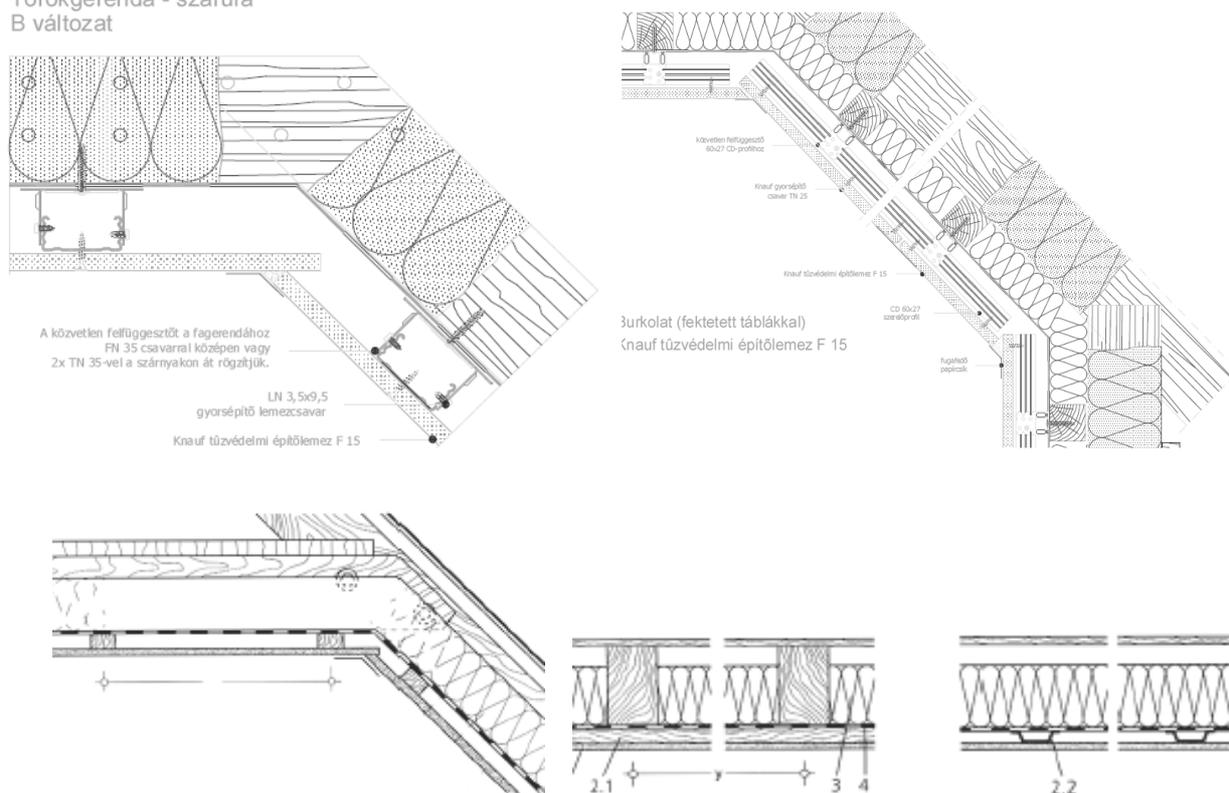 Torokgerenda - szarufa
B változat
A közvetlen felfüggesztőt a fagerendához
FN 35 csavarral középen vagy
2x TN 35-vel a szárnyakon át rögzítjük.
LN 3,5x9,5
gyorsépítő lemezcsavar
Knauf tűzvédelmi építőlemez F 15
Közvetlen felfüggesztő
60x27 CD-profilhoz
Knauf gyorsépítő
csavar TN 25
Knauf tűzvédelmi építőlemez F 15
CD 60x27
szerelőprofil
fugafedő
papírcsík
Burkolat (fektetett táblákkal)
Knauf tűzvédelmi építőlemez F 15
2.1
y
3
4
2.2